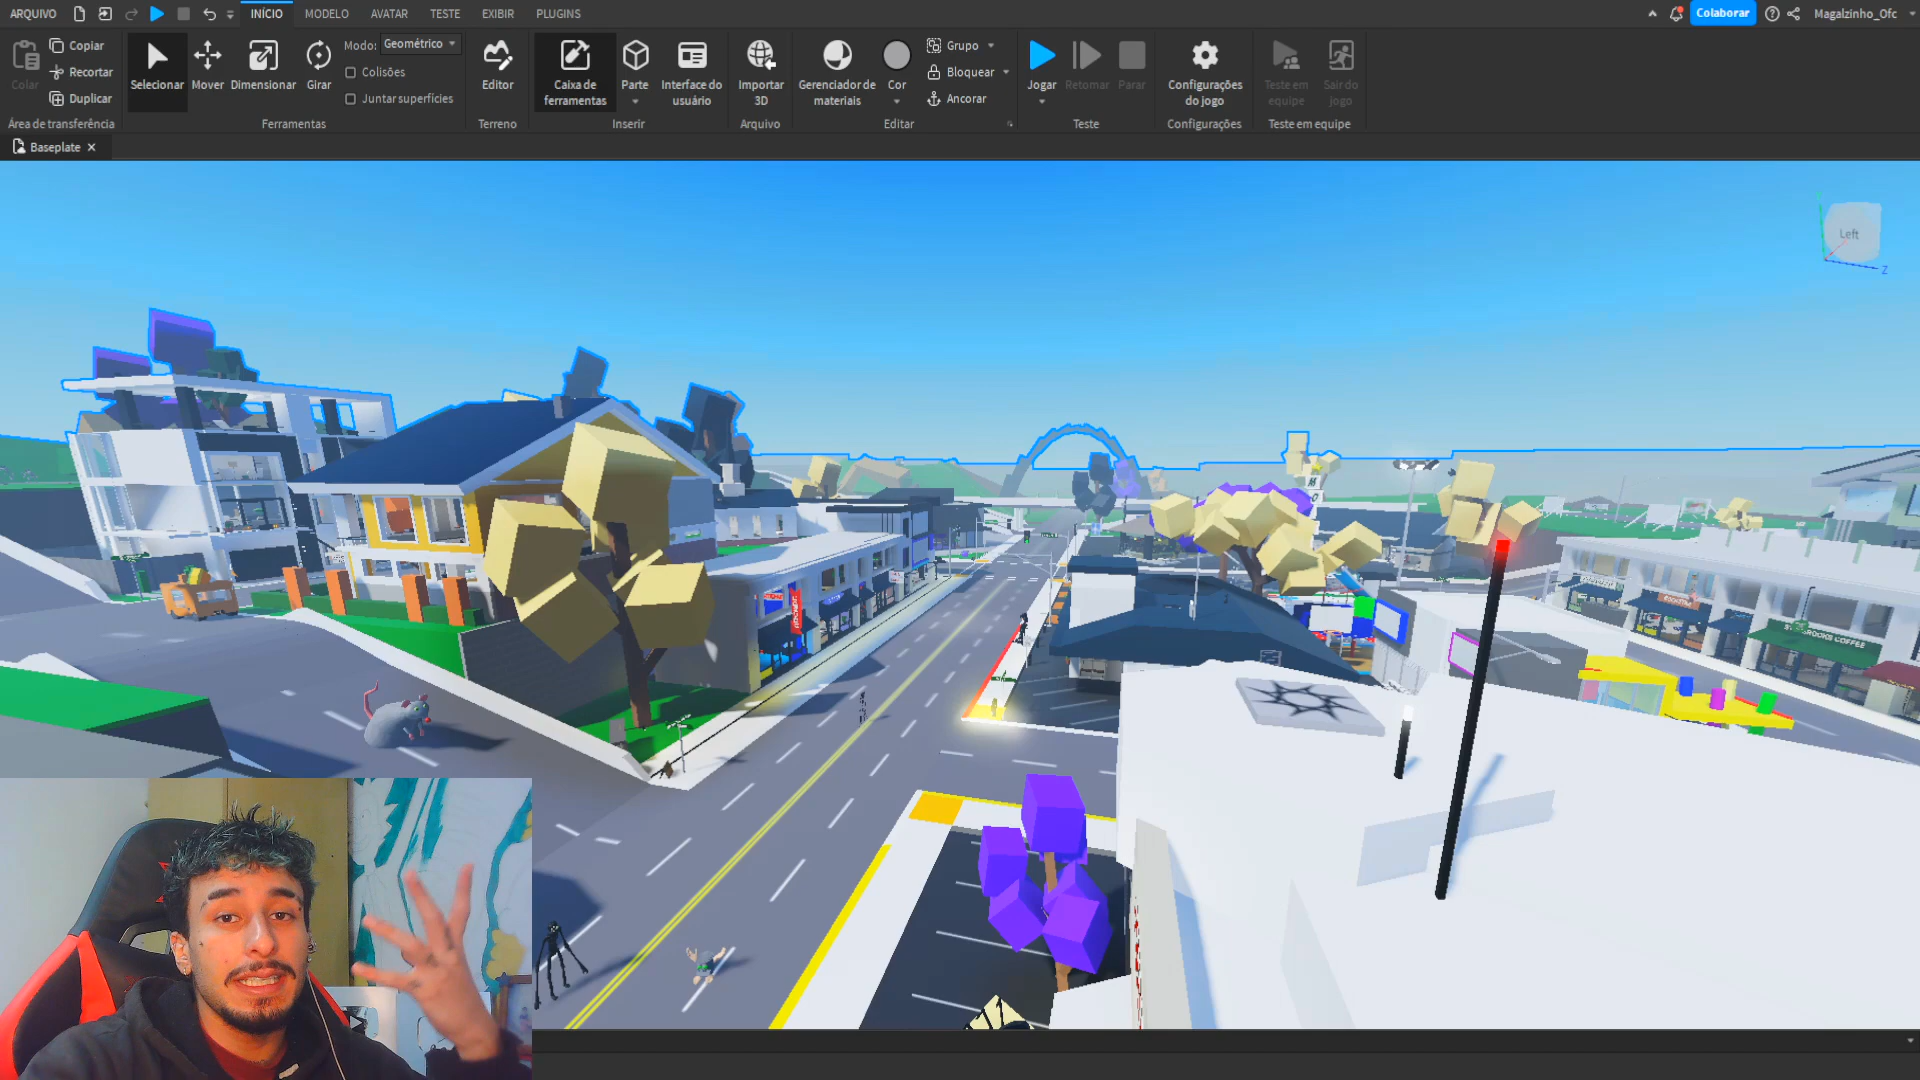 ARQUIVO INÍCIO MODELO AVATAR TESTE EXIBIR PLUGINS Colaborar Magalzinho_Ofc
Colar
Copiar
Recortar
Duplicar
Área de transferência
Selecionar
Mover
Dimensionar
Girar
Modo: Geométrico
Colisões
Juntar superfícies
Ferramentas
Editor
Terreno
Caixa de
ferramentas
Parte
Interface do
usuário
Inserir
Importar
3D
Arquivo
Gerenciador de
materiais
Cor
Grupo
Bloquear
Ancorar
Editar
Jogar
Retomar
Parar
Teste
Configurações
do jogo
Configurações
Teste em
equipe
Sair do
jogo
Teste em equipe
Baseplate
Left
Z